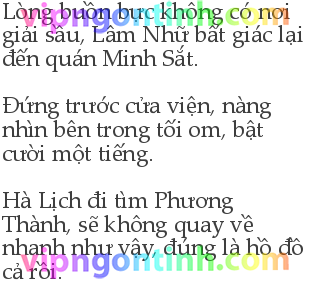 Lòng buồn bực không có nơi
giải sầu, Lâm Nhữ bất giác lại
đến quán Minh Sắt.
Đứng trước cửa viện, nàng
nhìn bên trong tối om, bật
cười một tiếng.
Hà Lịch đi tìm Phương
Thành, sẽ không quay về
nhanh như vậy, đúng là hồ đồ
cả rồi.
vipngontinh.com
vipngontinh.com